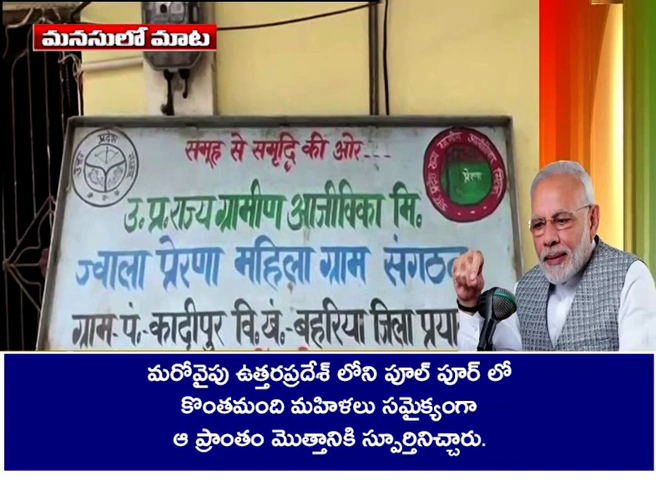 మనసులో మాట
समूह से समृद्धि की ओर....
उ.प्र.राज्य ग्रामीण आजीविका मि.
ज्वाला प्रेरणा महिला ग्राम संगठन
ग्राम-पं.-कादीपुर वि.खं.-बहरिया जिला प्रया
प्रेरणा
మరోవైపు ఉత్తరప్రదేశ్ లోని పూల్ పూర్ లో
కొంతమంది మహిళలు సమైక్యంగా
ఆ ప్రాంతం మొత్తానికి స్పూర్తినిచ్చారు.